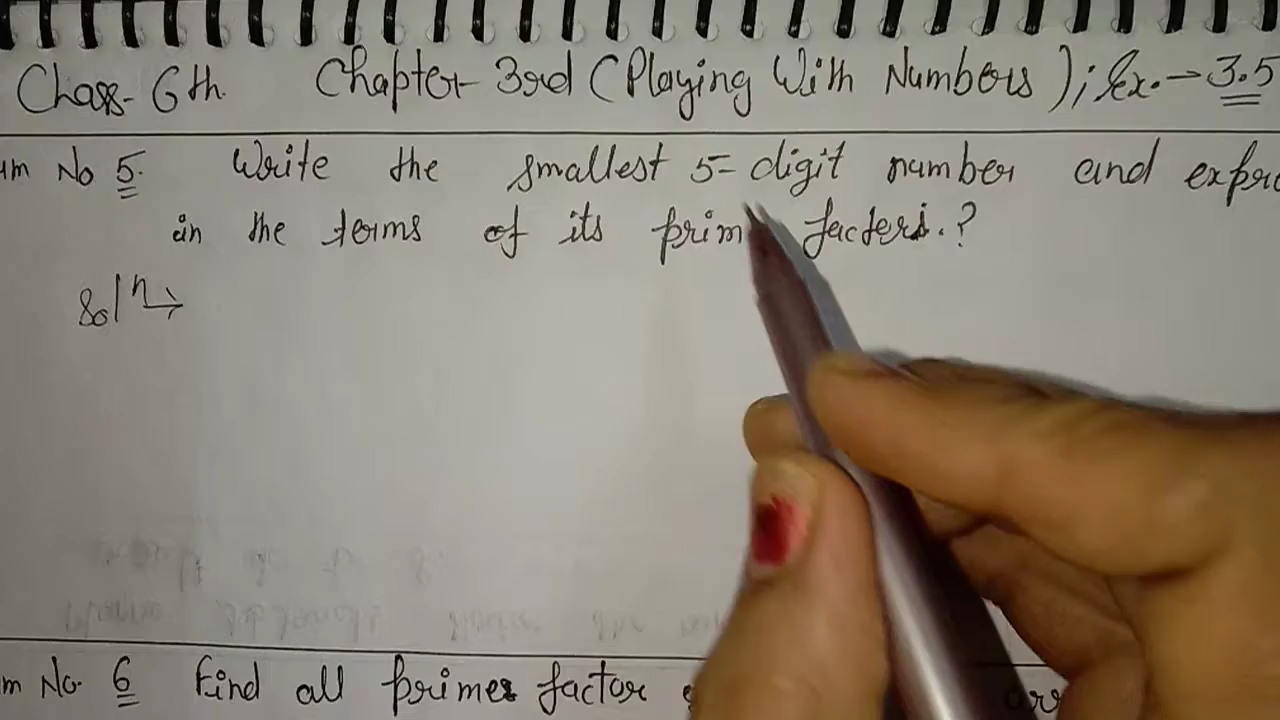 Class- 6th. Chapter- 3rd (Playing With Numbers); Ex.- 3.5
No 5. Write the smallest 5- digit number and
in the terms of its prim factors.?
Soln→
No. 6 Find all primes factor